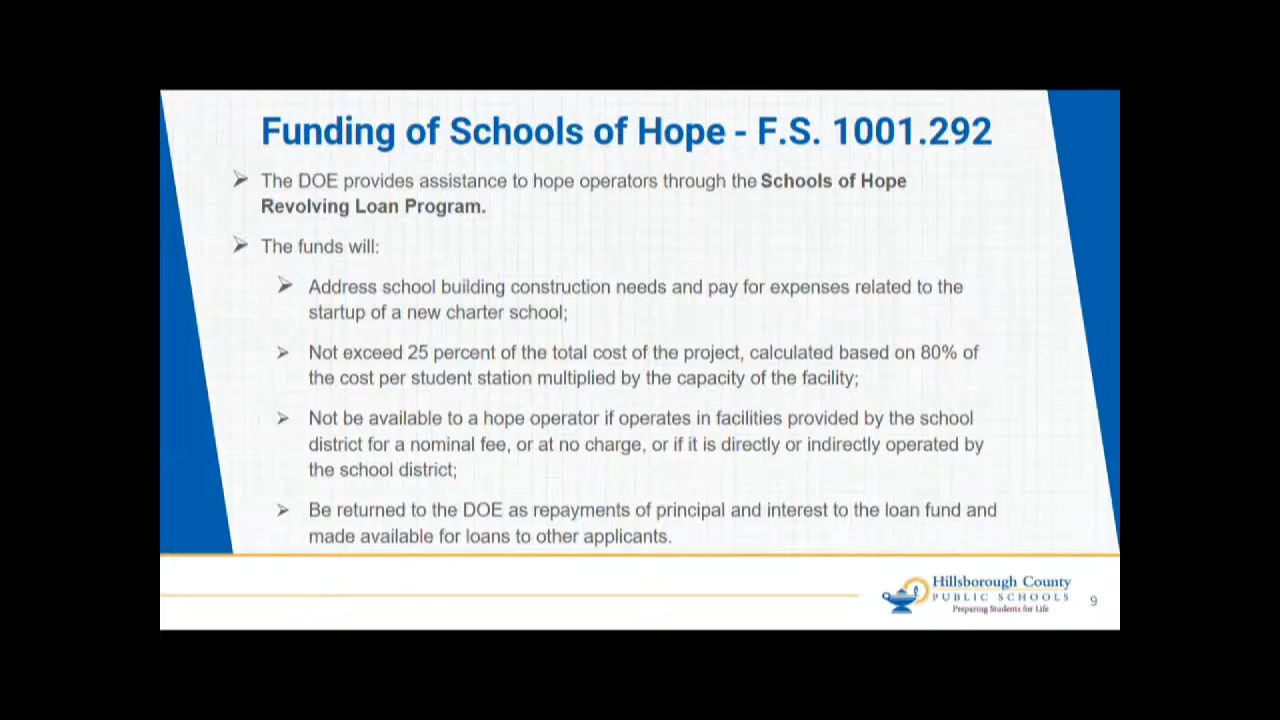 Funding of Schools of Hope - F.S. 1001.292
The DOE provides assistance to hope operators through the Schools of Hope
Revolving Loan Program.
The funds will:
Address school building construction needs and pay for expenses related to the
startup of a new charter school;
Not exceed 25 percent of the total cost of the project, calculated based on 80% of
the cost per student station multiplied by the capacity of the facility;
Not be available to a hope operator if operates in facilities provided by the school
district for a nominal fee, or at no charge, or if it is directly or indirectly operated by
the school district;
Be returned to the DOE as repayments of principal and interest to the loan fund and
made available for loans to other applicants.
Hillsborough County
PUBLIC SCHOOLS
Preparing Students for Life
9